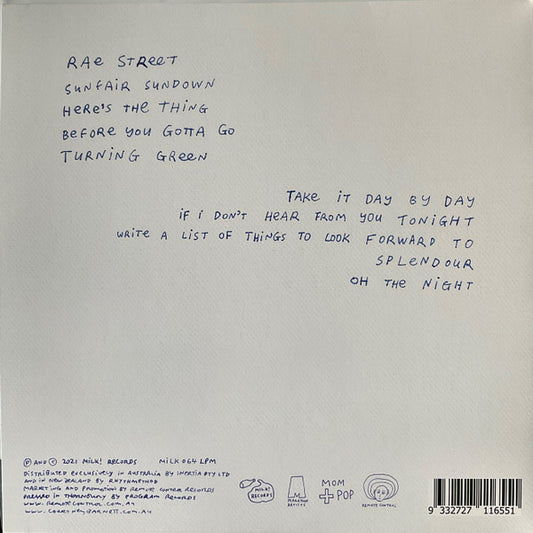 RAe STReeT
SUNFAIR SUNDOWN
HeRe'S THe THING
BeFORe YOU GOTTA GO
TURNING GReeN
TAKe iT DAY BY DAY
iF i DON'T HEAR FROM YOU TONIGHT
WRiTe A LIST OF THINGS TO LOOK FORWARD TO
SPLeNDOUR
OH THe NiGHT
Ⓟ AND © 2021 MiLK! ReCORDS MiLK064LPM
DiSTRiBUTeD eXCLUSiVeLY iN AUSTRALiA BY iNeRTiA PTY LTD
AND iN NeW ZeALAND BY RHYTHMeTHOD
MARKeTiNG AND PROMOTiON BY ReMOTe CONTROL ReCORDS
PReSSeD iN THORNBURY BY PROGRAM ReCORDS
WWW.ReMOTeCONTROL.COM.AU
WWW.COURTNeYBARNeTT.COM.AU
MiLK! ReCORDS
MARATHON ARTiSTS
MOM + POP
ReMOTe CONTROL
9 332727 116551